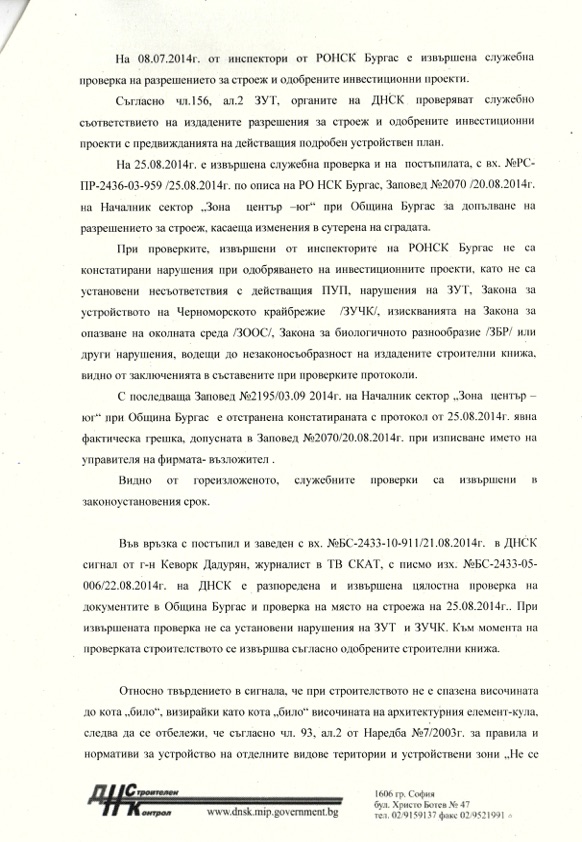 На 08.07.2014г. от инспектори от РОНСК Бургас е извършена служебна
проверка на разрешението за строеж и одобрените инвестиционни проекти.
Съгласно чл.156, ал.2 ЗУТ, органите на ДНСК проверяват служебно
съответствието на издадените разрешения за строеж и одобрените инвестиционни
проекти с предвижданията на действащия подробен устройствен план.
На 25.08.2014г. е извършена служебна проверка и на постъпилата, с вх. №РС-
ПР-2436-03-959 /25.08.2014г. по описа на РО НСК Бургас, Заповед №2070 /20.08.2014г.
на Началник сектор „Зона център –юг“ при Община Бургас за допълване на
разрешението за строеж, касаеща изменения в сутерена на сградата.
При проверките, извършени от инспекторите на РОНСК Бургас не са
констатирани нарушения при одобряването на инвестиционните проекти, като не са
установени несъответствия с действащия ПУП, нарушения на ЗУТ, Закона за
устройството на Черноморското крайбрежие /ЗУЧК/, изискванията на Закона за
опазване на околната среда /ЗООС/, Закона за биологичното разнообразие /ЗБР/ или
други нарушения, водещи до незаконосъобразност на издадените строителни книжа,
видно от заключенията в съставените при проверките протоколи.
С последваща Заповед №2195/03.09 2014г. на Началник сектор „Зона център –
юг“ при Община Бургас е отстранена констатираната с протокол от 25.08.2014г. явна
фактическа грешка, допусната в Заповед №2070/20.08.2014г. при изписване името на
управителя на фирмата- възложител .
Видно от гореизложеното, служебните проверки са извършени в
законоустановения срок.
Във връзка с постъпил и заведен с вх. №БС-2433-10-911/21.08.2014г. в ДНСК
сигнал от г-н Кеворк Дадурян, журналист в ТВ СКАТ, с писмо изх. №БС-2433-05-
006/22.08.2014г. на ДНСК е разпоредена и извършена цялостна проверка на
документите в Община Бургас и проверка на място на строежа на 25.08.2014г.. При
извършената проверка не са установени нарушения на ЗУТ и ЗУЧК. Към момента на
проверката строителството се извършва съгласно одобрените строителни книжа.
Относно твърдението в сигнала, че при строителството не е спазена височината
до кота „било“, визирайки като кота „било“ височината на архитектурния елемент-кула,
следва да се отбележи, че съгласно чл. 93, ал.2 от Наредба №7/2003г. за правила и
нормативи за устройство на отделните видове територии и устройствени зони „Не се
ДНСК Строителен Контрол
www.dnsk.mip.government.bg
1606 гр. София
бул. Христо Ботев № 47
тел. 02/9159137 факс 02/9521991